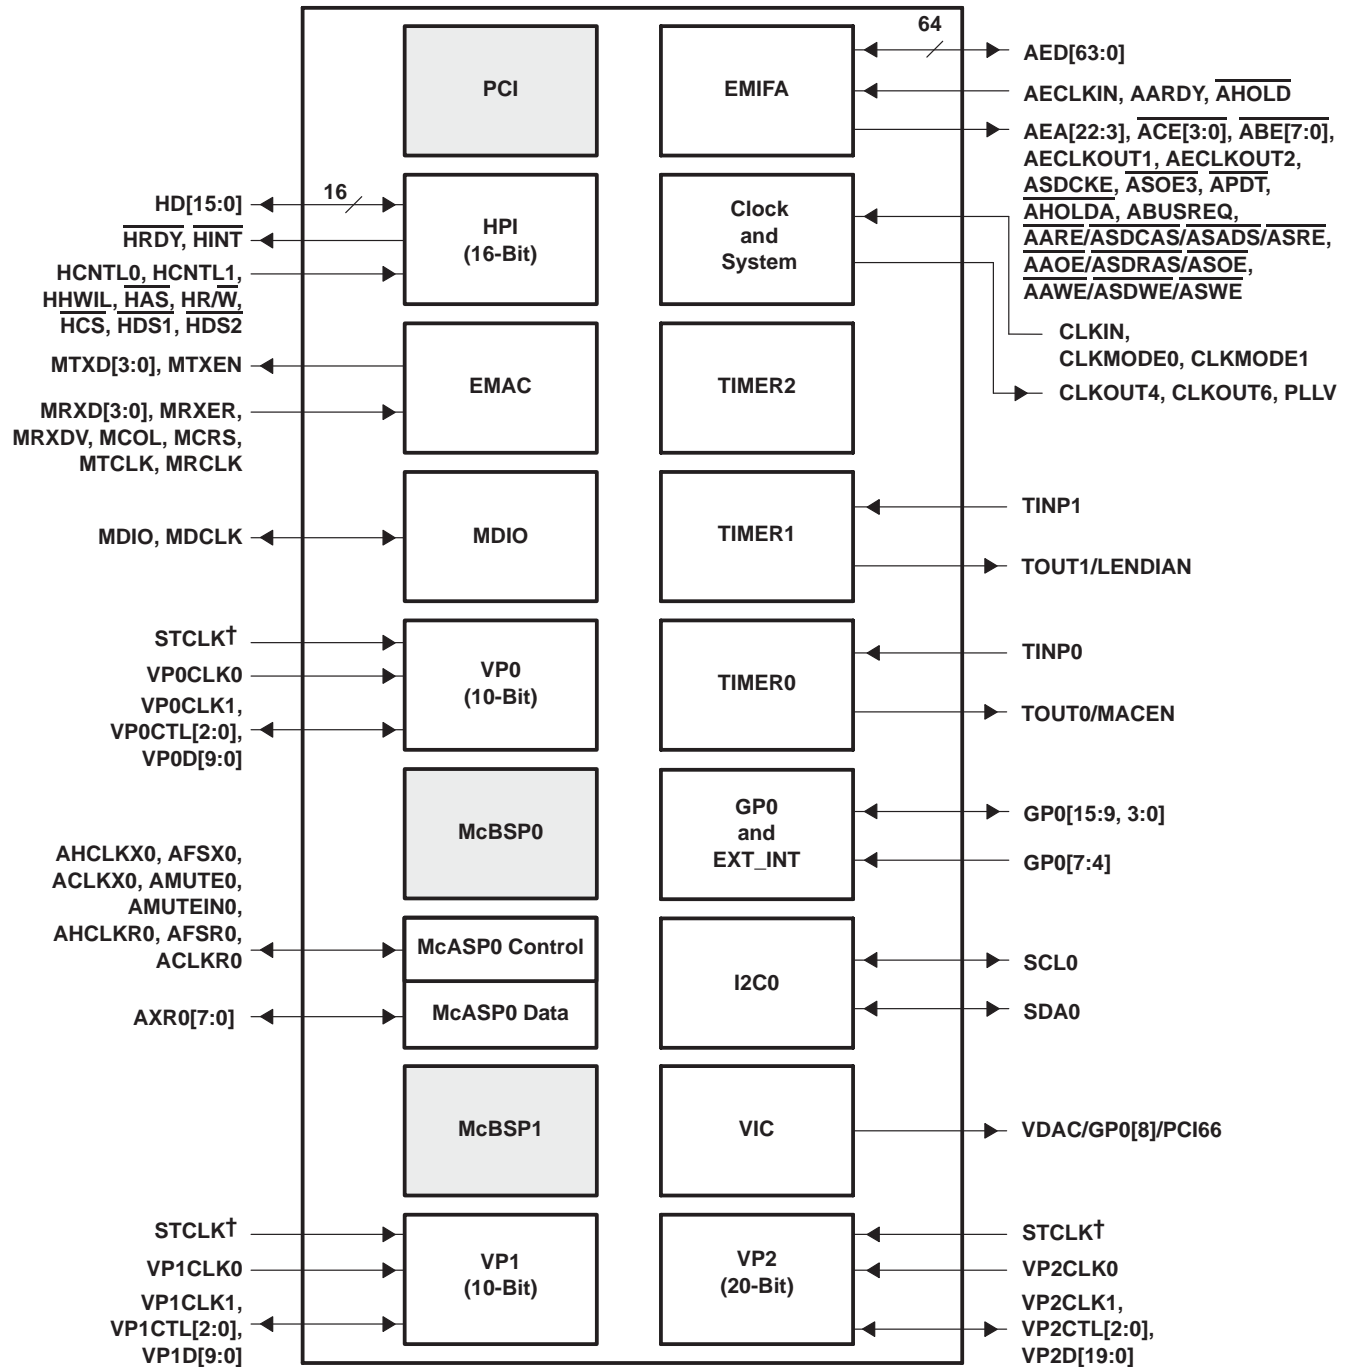 64
PCI
EMIFA
AED[63:0]
AECLKIN, AARDY, AHOLD
AEA[22:3], ACE[3:0], ABE[7:0],
AECLKOUT1, AECLKOUT2,
ASDCKE, ASOE3, APDT,
AHOLDA, ABUSREQ,
AARE/ASDCAS/ASADS/ASRE,
AAOE/ASDRAS/ASOE,
AAWE/ASDWE/ASWE
HD[15:0]
16
HRDY, HINT
HCNTL0, HCNTL1,
HHWIL, HAS, HR/W,
HCS, HDS1, HDS2
HPI
(16-Bit)
Clock
and
System
CLKIN,
CLKMODE0, CLKMODE1
CLKOUT4, CLKOUT6, PLLV
MTXD[3:0], MTXEN
MRXD[3:0], MRXER,
MRXDV, MCOL, MCRS,
MTCLK, MRCLK
EMAC
TIMER2
MDIO, MDCLK
MDIO
TIMER1
TINP1
TOUT1/LENDIAN
STCLK†
VP0CLK0
VP0CLK1,
VP0CTL[2:0],
VP0D[9:0]
VP0
(10-Bit)
TIMER0
TINP0
TOUT0/MACEN
McBSP0
GP0
and
EXT_INT
GP0[15:9, 3:0]
GP0[7:4]
AHCLKX0, AFSX0,
ACLKX0, AMUTE0,
AMUTEIN0,
AHCLKR0, AFSR0,
ACLKR0
McASP0 Control
AXR0[7:0]
McASP0 Data
I2C0
SCL0
SDA0
McBSP1
VIC
VDAC/GP0[8]/PCI66
STCLK†
VP1CLK0
VP1CLK1,
VP1CTL[2:0],
VP1D[9:0]
VP1
(10-Bit)
VP2
(20-Bit)
STCLK†
VP2CLK0
VP2CLK1,
VP2CTL[2:0],
VP2D[19:0]